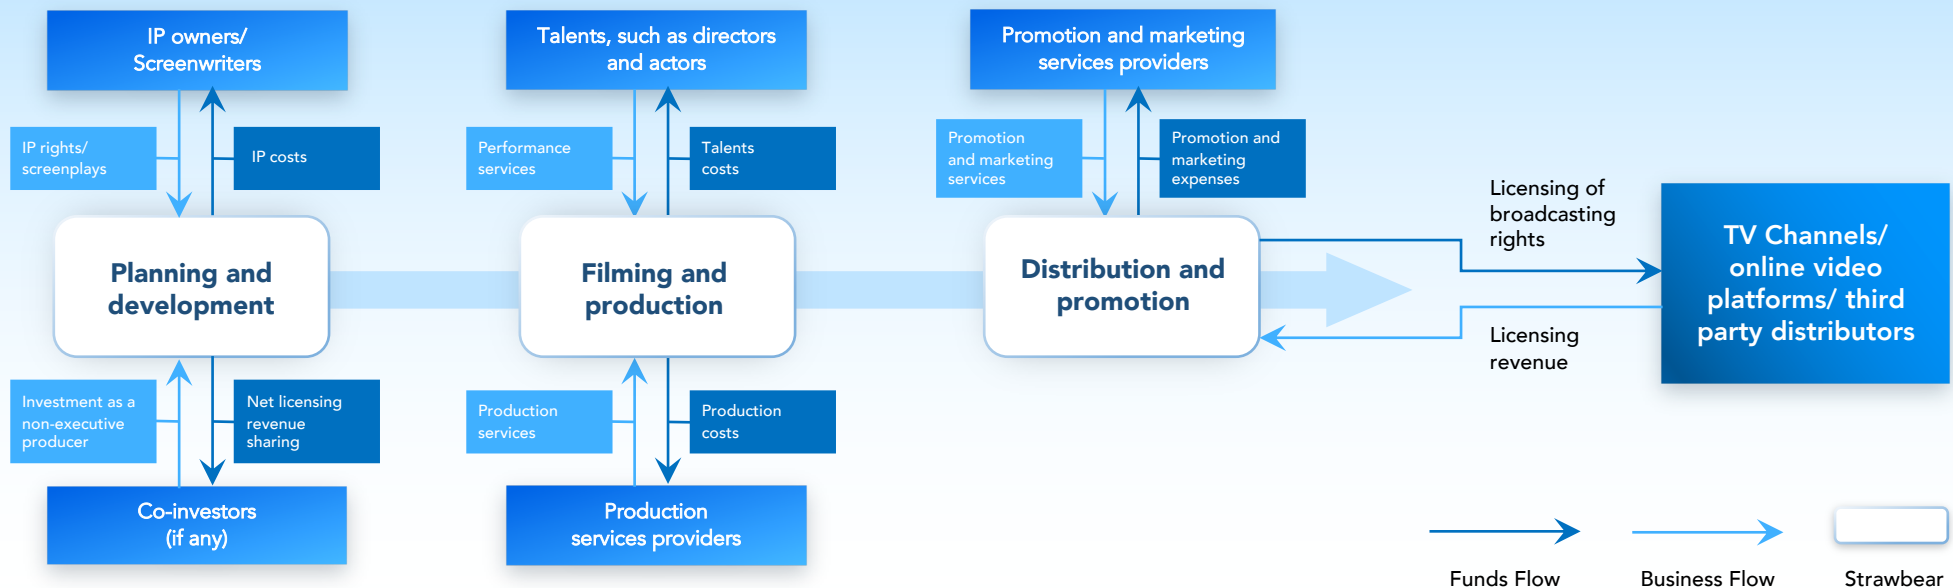 IP owners/
Screenwriters
Talents, such as directors
and actors
Promotion and marketing
services providers
IP rights/
screenplays
IP costs
Performance
services
Talents
costs
Promotion
and marketing
services
Promotion and
marketing
expenses
Planning and
development
Filming and
production
Distribution and
promotion
Licensing of
broadcasting
rights
Licensing
revenue
TV Channels/
online video
platforms/ third
party distributors
Investment as a
non-executive
producer
Net licensing
revenue
sharing
Production
services
Production
costs
Co-investors
(if any)
Production
services providers
Funds Flow
Business Flow
Strawbear